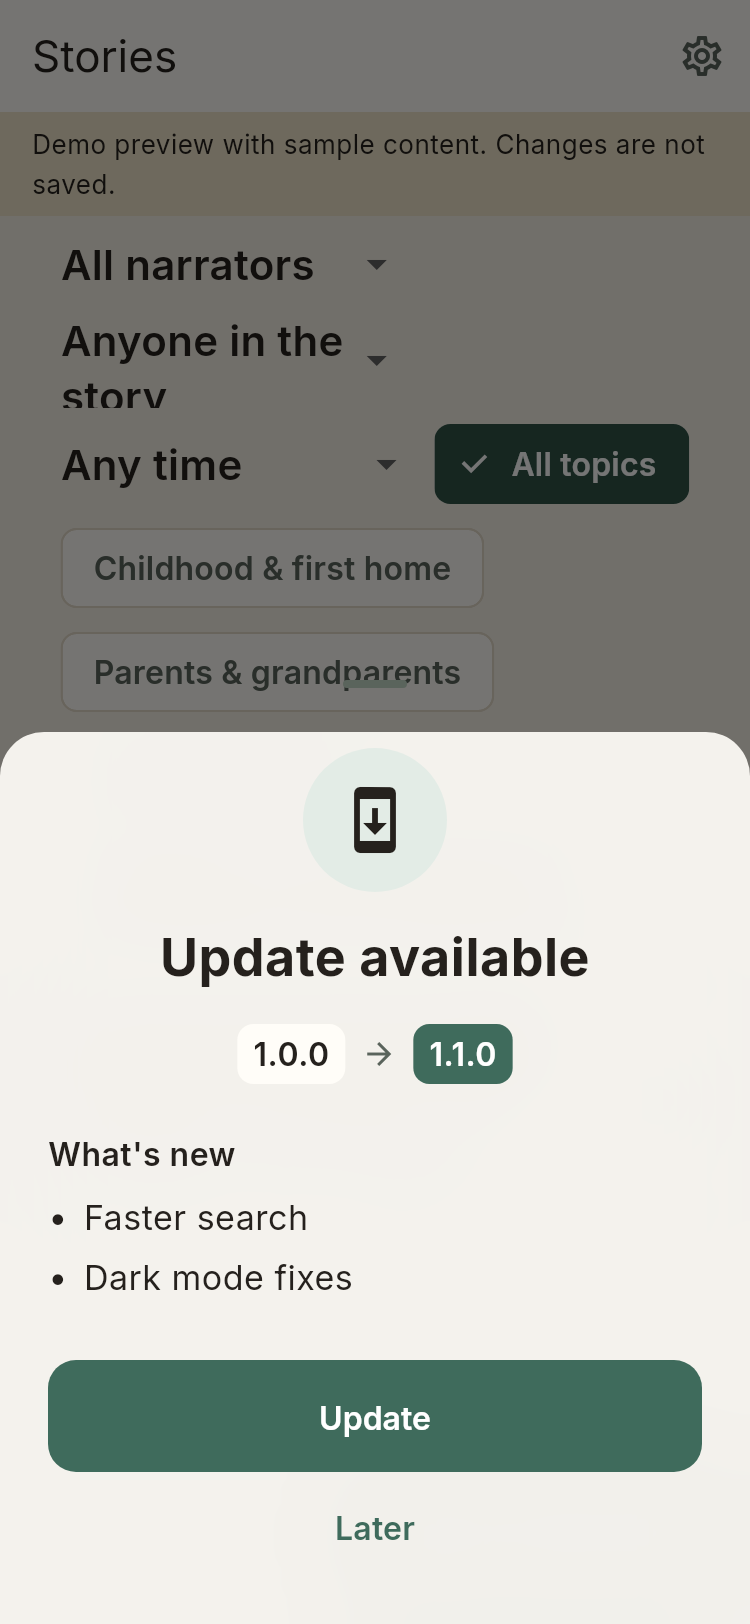 Stories
Demo preview with sample content. Changes are not
saved.
All narrators
Anyone in the
story
Any time
All topics
Childhood & first home
Parents & grandparents
Update available
1.0.0 → 1.1.0
What's new
• Faster search
• Dark mode fixes
Update
Later